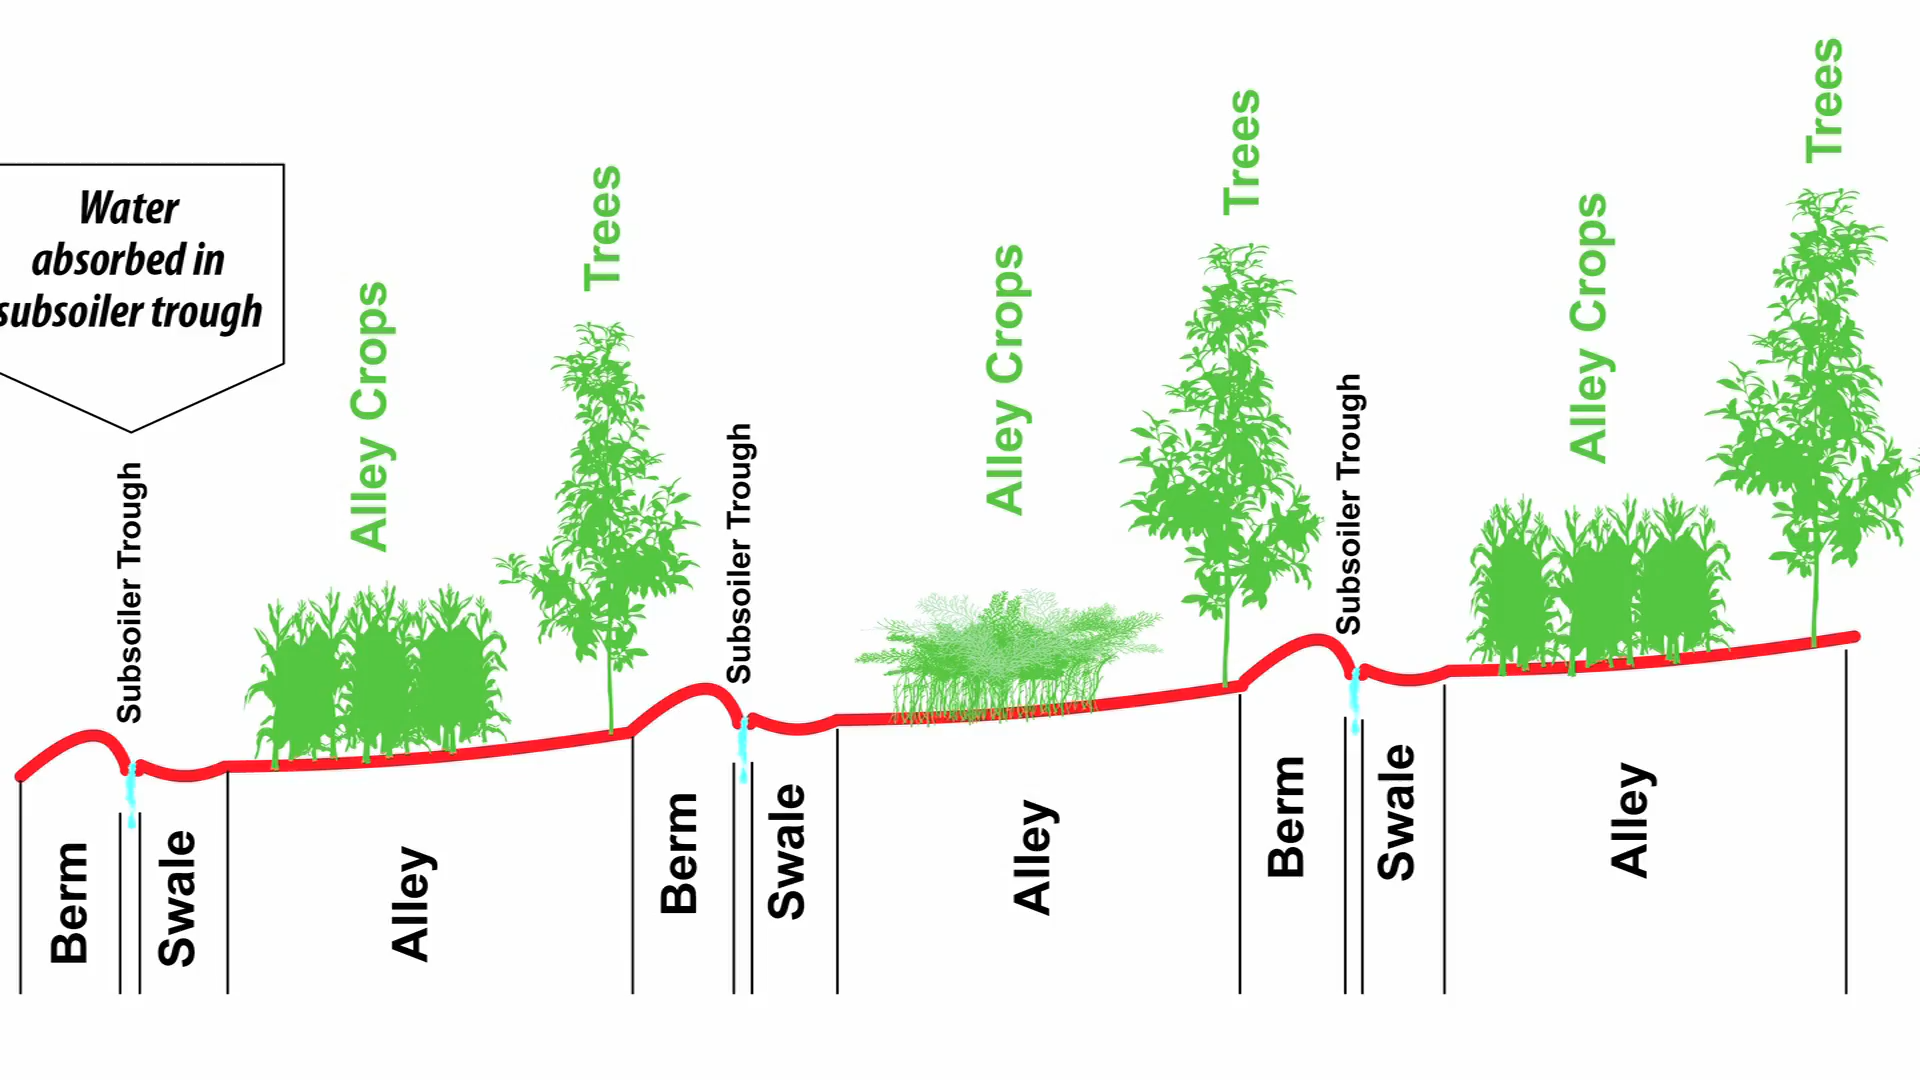 Water
absorbed in
subsoiler trough
Subsoiler Trough
Alley Crops
Trees
Subsoiler Trough
Alley Crops
Trees
Subsoiler Trough
Alley Crops
Trees
Berm
Swale
Alley
Berm
Swale
Alley
Berm
Swale
Alley